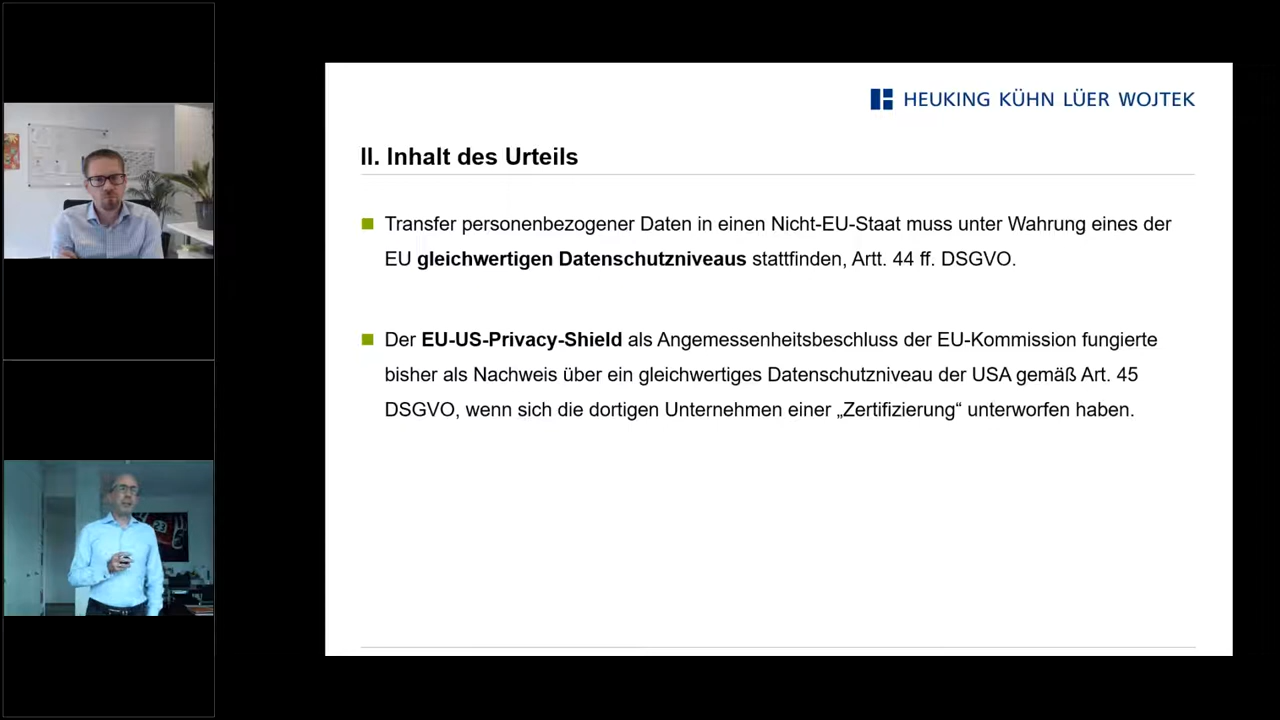 HEUKING KÜHN LÜER WOJTEK
II. Inhalt des Urteils
Transfer personenbezogener Daten in einen Nicht-EU-Staat muss unter Wahrung eines der
EU gleichwertigen Datenschutzniveaus stattfinden, Artt. 44 ff. DSGVO.
Der EU-US-Privacy-Shield als Angemessenheitsbeschluss der EU-Kommission fungierte
bisher als Nachweis über ein gleichwertiges Datenschutzniveau der USA gemäß Art. 45
DSGVO, wenn sich die dortigen Unternehmen einer „Zertifizierung“ unterworfen haben.